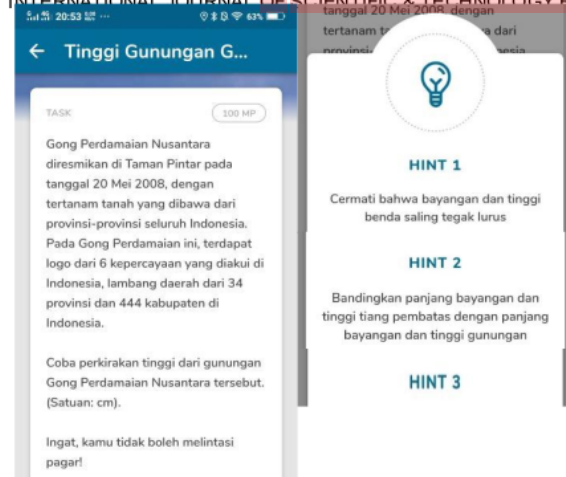 INTERNATIONAL JOURNAL OF SCIENTIFIC & TECHNOLOGY
20:53
63%
Tinggi Gunungan G...
TASK
100 MP
Gong Perdamaian Nusantara
diresmikan di Taman Pintar pada
tanggal 20 Mei 2008, dengan
tertanam tanah yang dibawa dari
provinsi-provinsi seluruh Indonesia.
Pada Gong Perdamaian ini, terdapat
logo dari 6 kepercayaan yang diakui di
Indonesia, lambang daerah dari 34
provinsi dan 444 kabupaten di
Indonesia.
Coba perkirakan tinggi dari gunungan
Gong Perdamaian Nusantara tersebut.
(Satuan: cm).
Ingat, kamu tidak boleh melintasi
pagar!
tanggal 20 Mei 2008, dengan
tertanam dari
HINT 1
Cermati bahwa bayangan dan tinggi
benda saling tegak lurus
HINT 2
Bandingkan panjang bayangan dan
tinggi tiang pembatas dengan panjang
bayangan dan tinggi gunungan
HINT 3